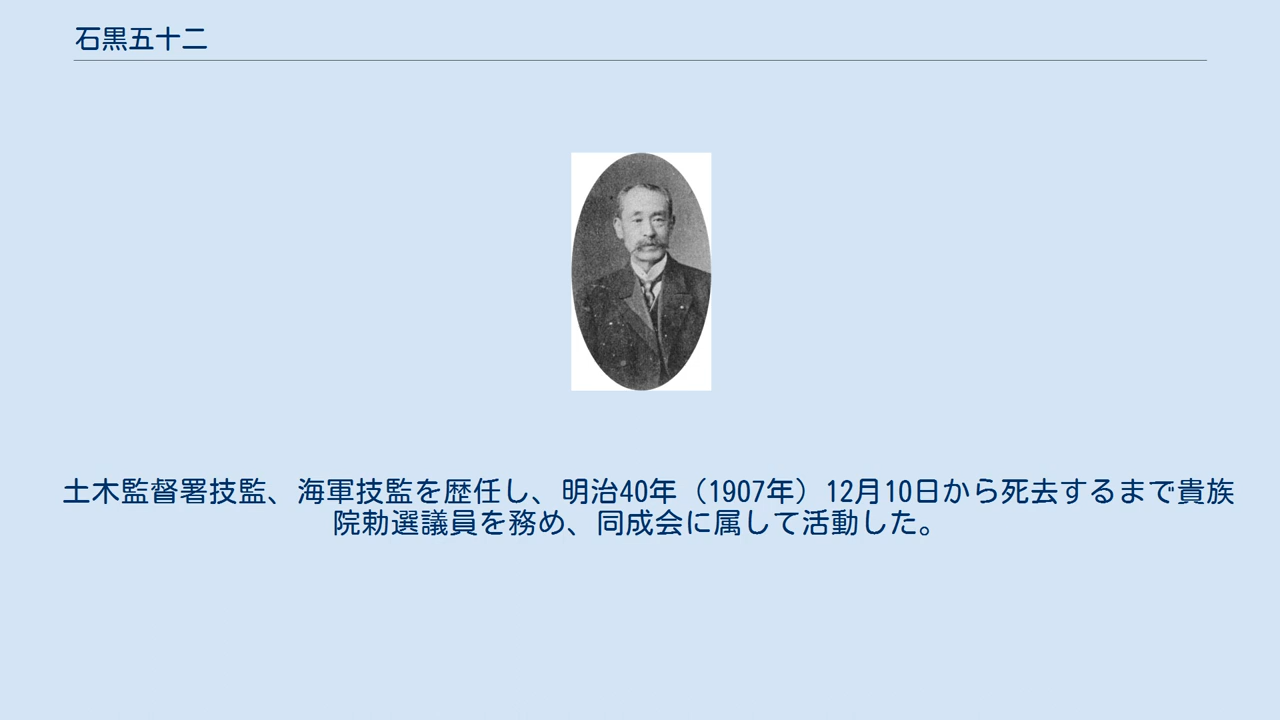 石黒五十二
土木監督署技監、海軍技監を歴任し、明治40年（1907年）12月10日から死去するまで貴族
院勅選議員を務め、同成会に属して活動した。